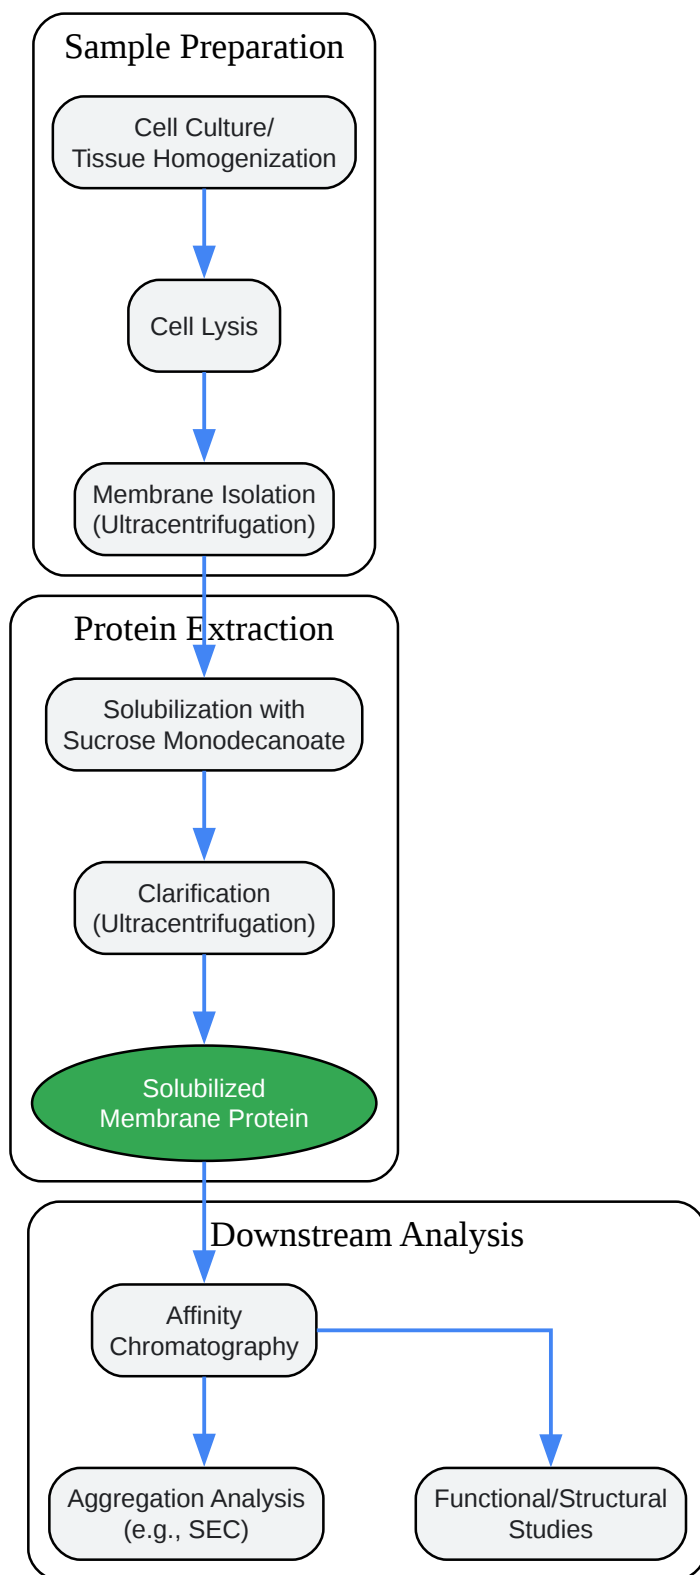 Sample Preparation
Cell Culture/
Tissue Homogenization
Cell Lysis
Membrane Isolation
(Ultracentrifugation)
Protein Extraction
Solubilization with
Sucrose Monodecanoate
Clarification
(Ultracentrifugation)
Solubilized
Membrane Protein
Downstream Analysis
Affinity
Chromatography
Aggregation Analysis
(e.g., SEC)
Functional/Structural
Studies